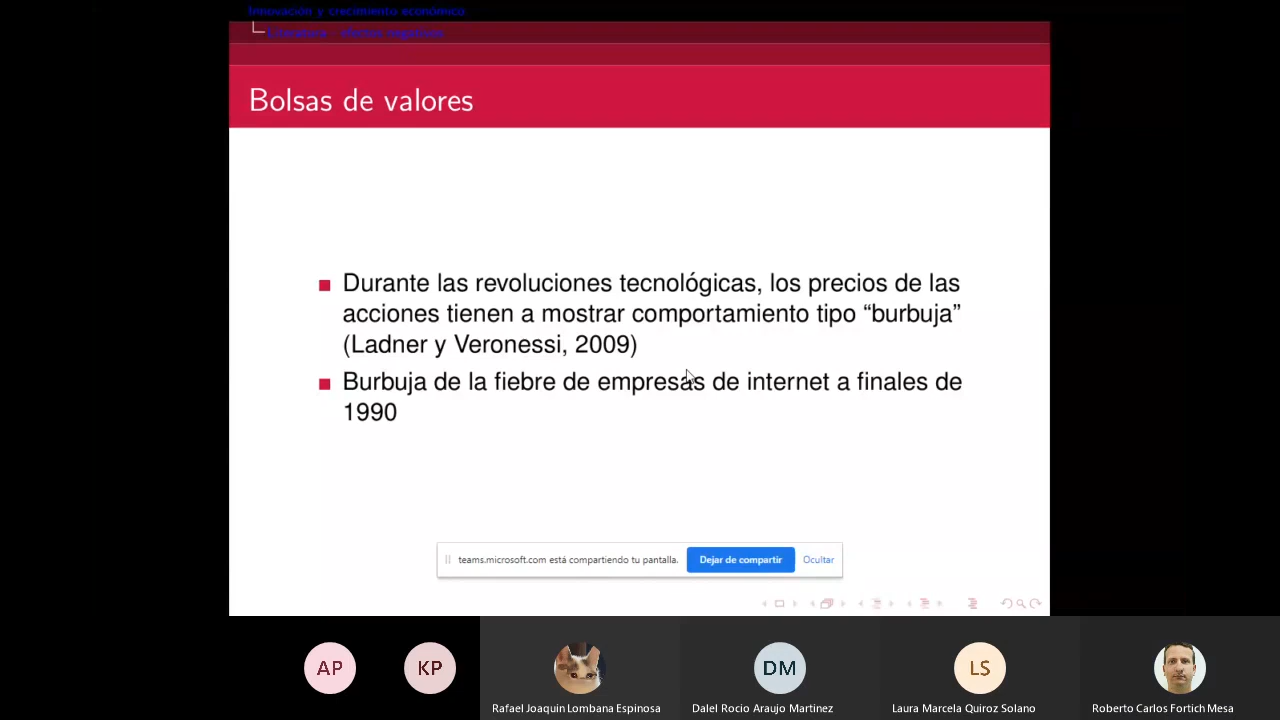 Innovación y crecimiento económico
Literatura - efectos negativos
Bolsas de valores
Durante las revoluciones tecnológicas, los precios de las
acciones tienen a mostrar comportamiento tipo “burbuja”
(Ladner y Veronessi, 2009)
Burbuja de la fiebre de empresas de internet a finales de
1990
teams.microsoft.com está compartiendo tu pantalla.
Dejar de compartir
Ocultar
AP
KP
DM
LS
Rafael Joaquin Lombana Espinosa
Dalel Rocio Araujo Martinez
Laura Marcela Quiroz Solano
Roberto Carlos Fortich Mesa